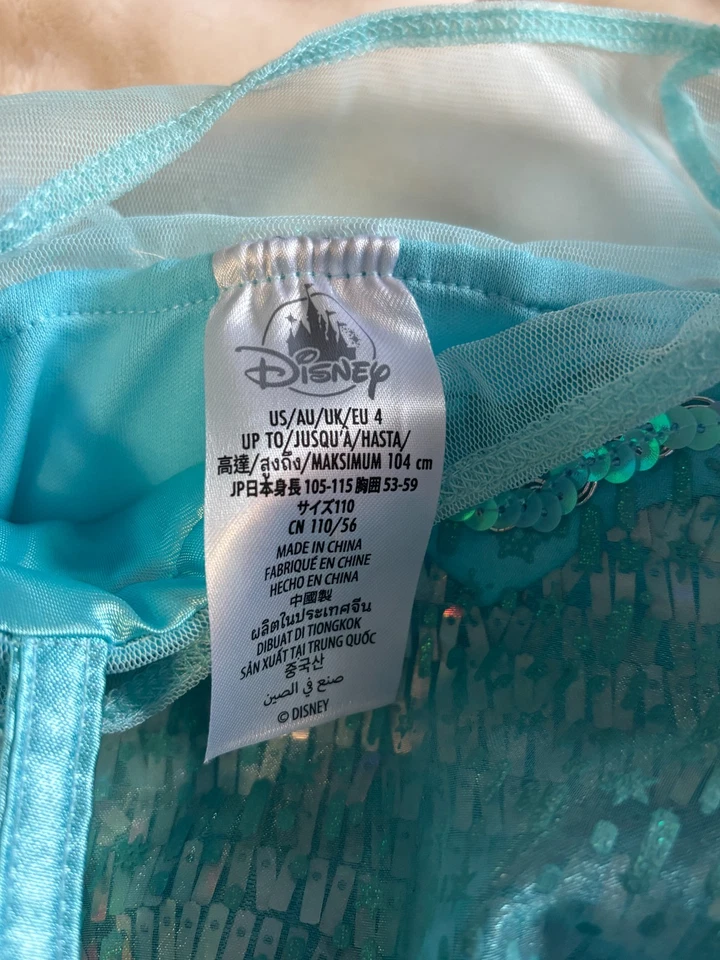 Disney
US/AU/UK/EU 4
UP TO/JUSQU'À/HASTA/
高達/สูงถึง/MAKSIMUM 104 cm
JP日本身長 105-115 胸囲 53-59
サイズ110
CN 110/56
MADE IN CHINA
FABRIQUÉ EN CHINE
HECHO EN CHINA
中國製
ผลิตในประเทศจีน
DIBUAT DI TIONGKOK
SẢN XUẤT TẠI TRUNG QUỐC
중국산
صنع في الصين
© DISNEY